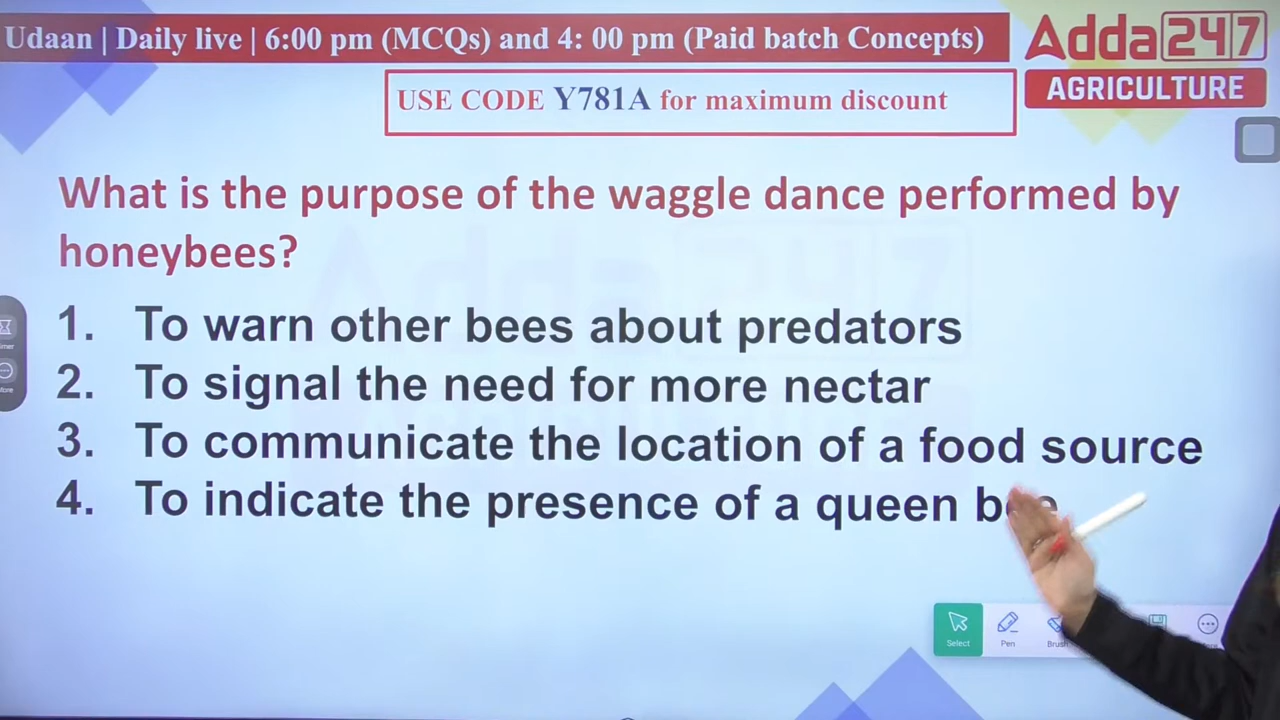 Udaan | Daily live | 6:00 pm (MCQs) and 4: 00 pm (Paid batch Concepts)
Adda 247
AGRICULTURE
USE CODE Y781A for maximum discount
What is the purpose of the waggle dance performed by
honeybees?
1. To warn other bees about predators
2. To signal the need for more nectar
3. To communicate the location of a food source
4. To indicate the presence of a queen
Select
Pen
Brush